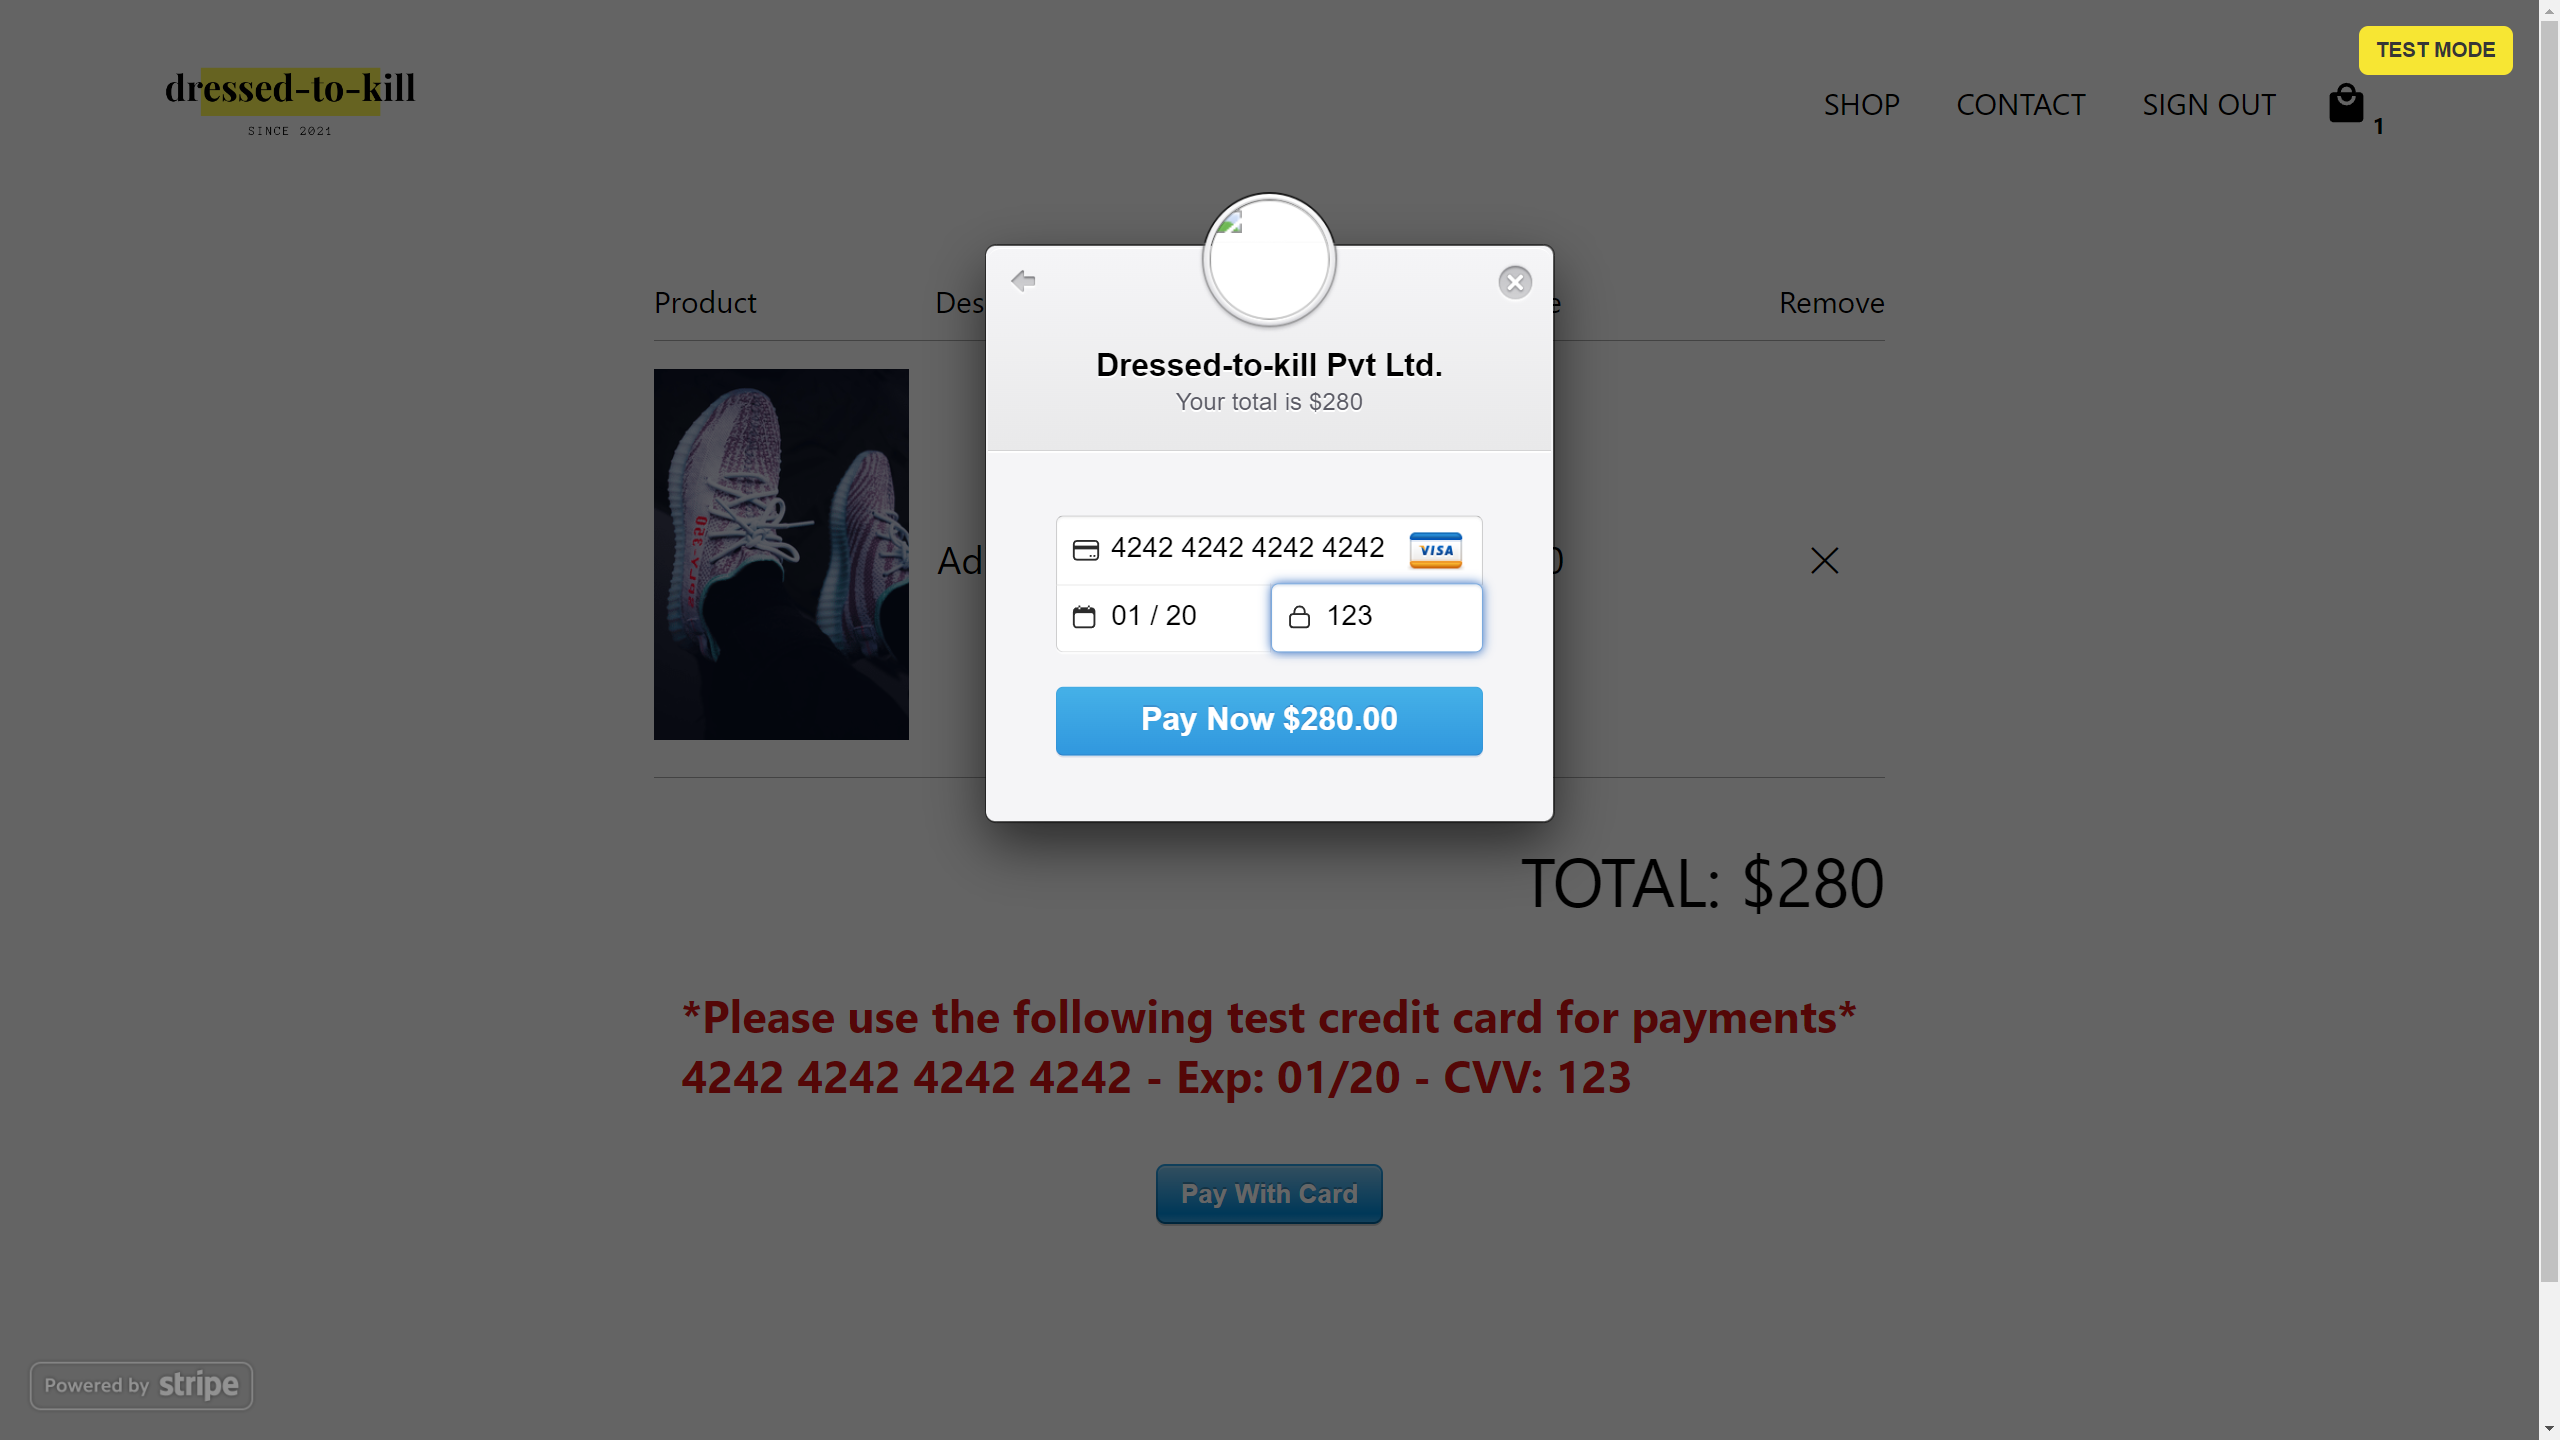 TEST MODE
dressed-to-kill
SINCE 2021
SHOP CONTACT SIGN OUT 1
Product Des e Remove
Dressed-to-kill Pvt Ltd.
Your total is $280
4242 4242 4242 4242 VISA
Ad 0
01 / 20 123
Pay Now $280.00
TOTAL: $280
*Please use the following test credit card for payments*
4242 4242 4242 4242 - Exp: 01/20 - CVV: 123
Pay With Card
Powered by stripe